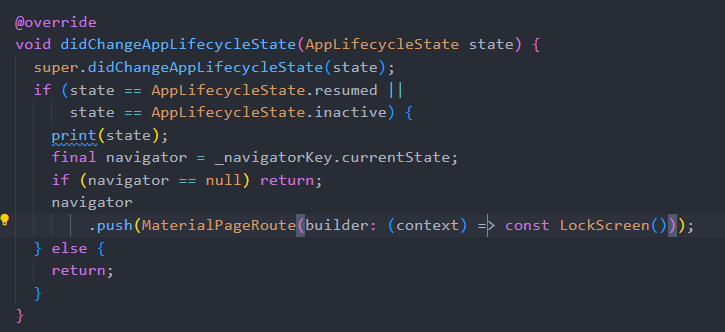 @override
void didChangeAppLifecycleState(AppLifecycleState state) {
  super.didChangeAppLifecycleState(state);
  if (state == AppLifecycleState.resumed ||
      state == AppLifecycleState.inactive) {
    print(state);
    final navigator = _navigatorKey.currentState;
    if (navigator == null) return;
    navigator
        .push(MaterialPageRoute(builder: (context) => const LockScreen()));
  } else {
    return;
  }
}